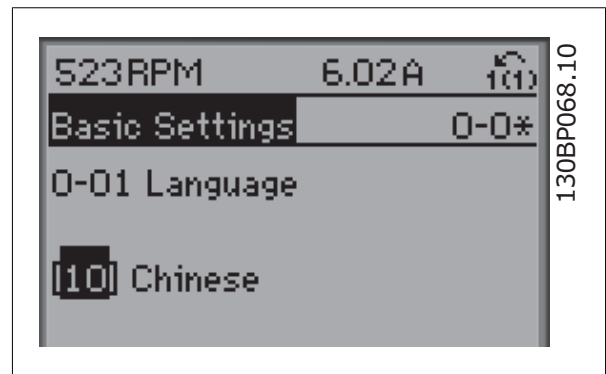 523RPM 6.02A 1(1)
Basic Settings 0-0*
0-01 Language
[10] Chinese
130BP068.10